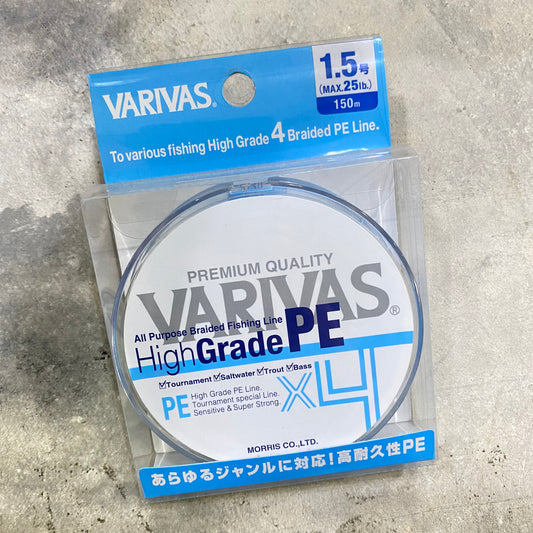 VARIVAS®
1.5号
(MAX.25lb.)
150m
To various fishing High Grade 4 Braided PE Line.
PREMIUM QUALITY
VARIVAS®
All Purpose Braided Fishing Line
HighGradePE
☑Tournament ☑Saltwater ☑Trout ☑Bass
PE
High Grade PE Line.
Tournament special Line.
Sensitive & Super Strong.
X4
MORRIS CO.,LTD.
あらゆるジャンルに対応!高耐久性PE